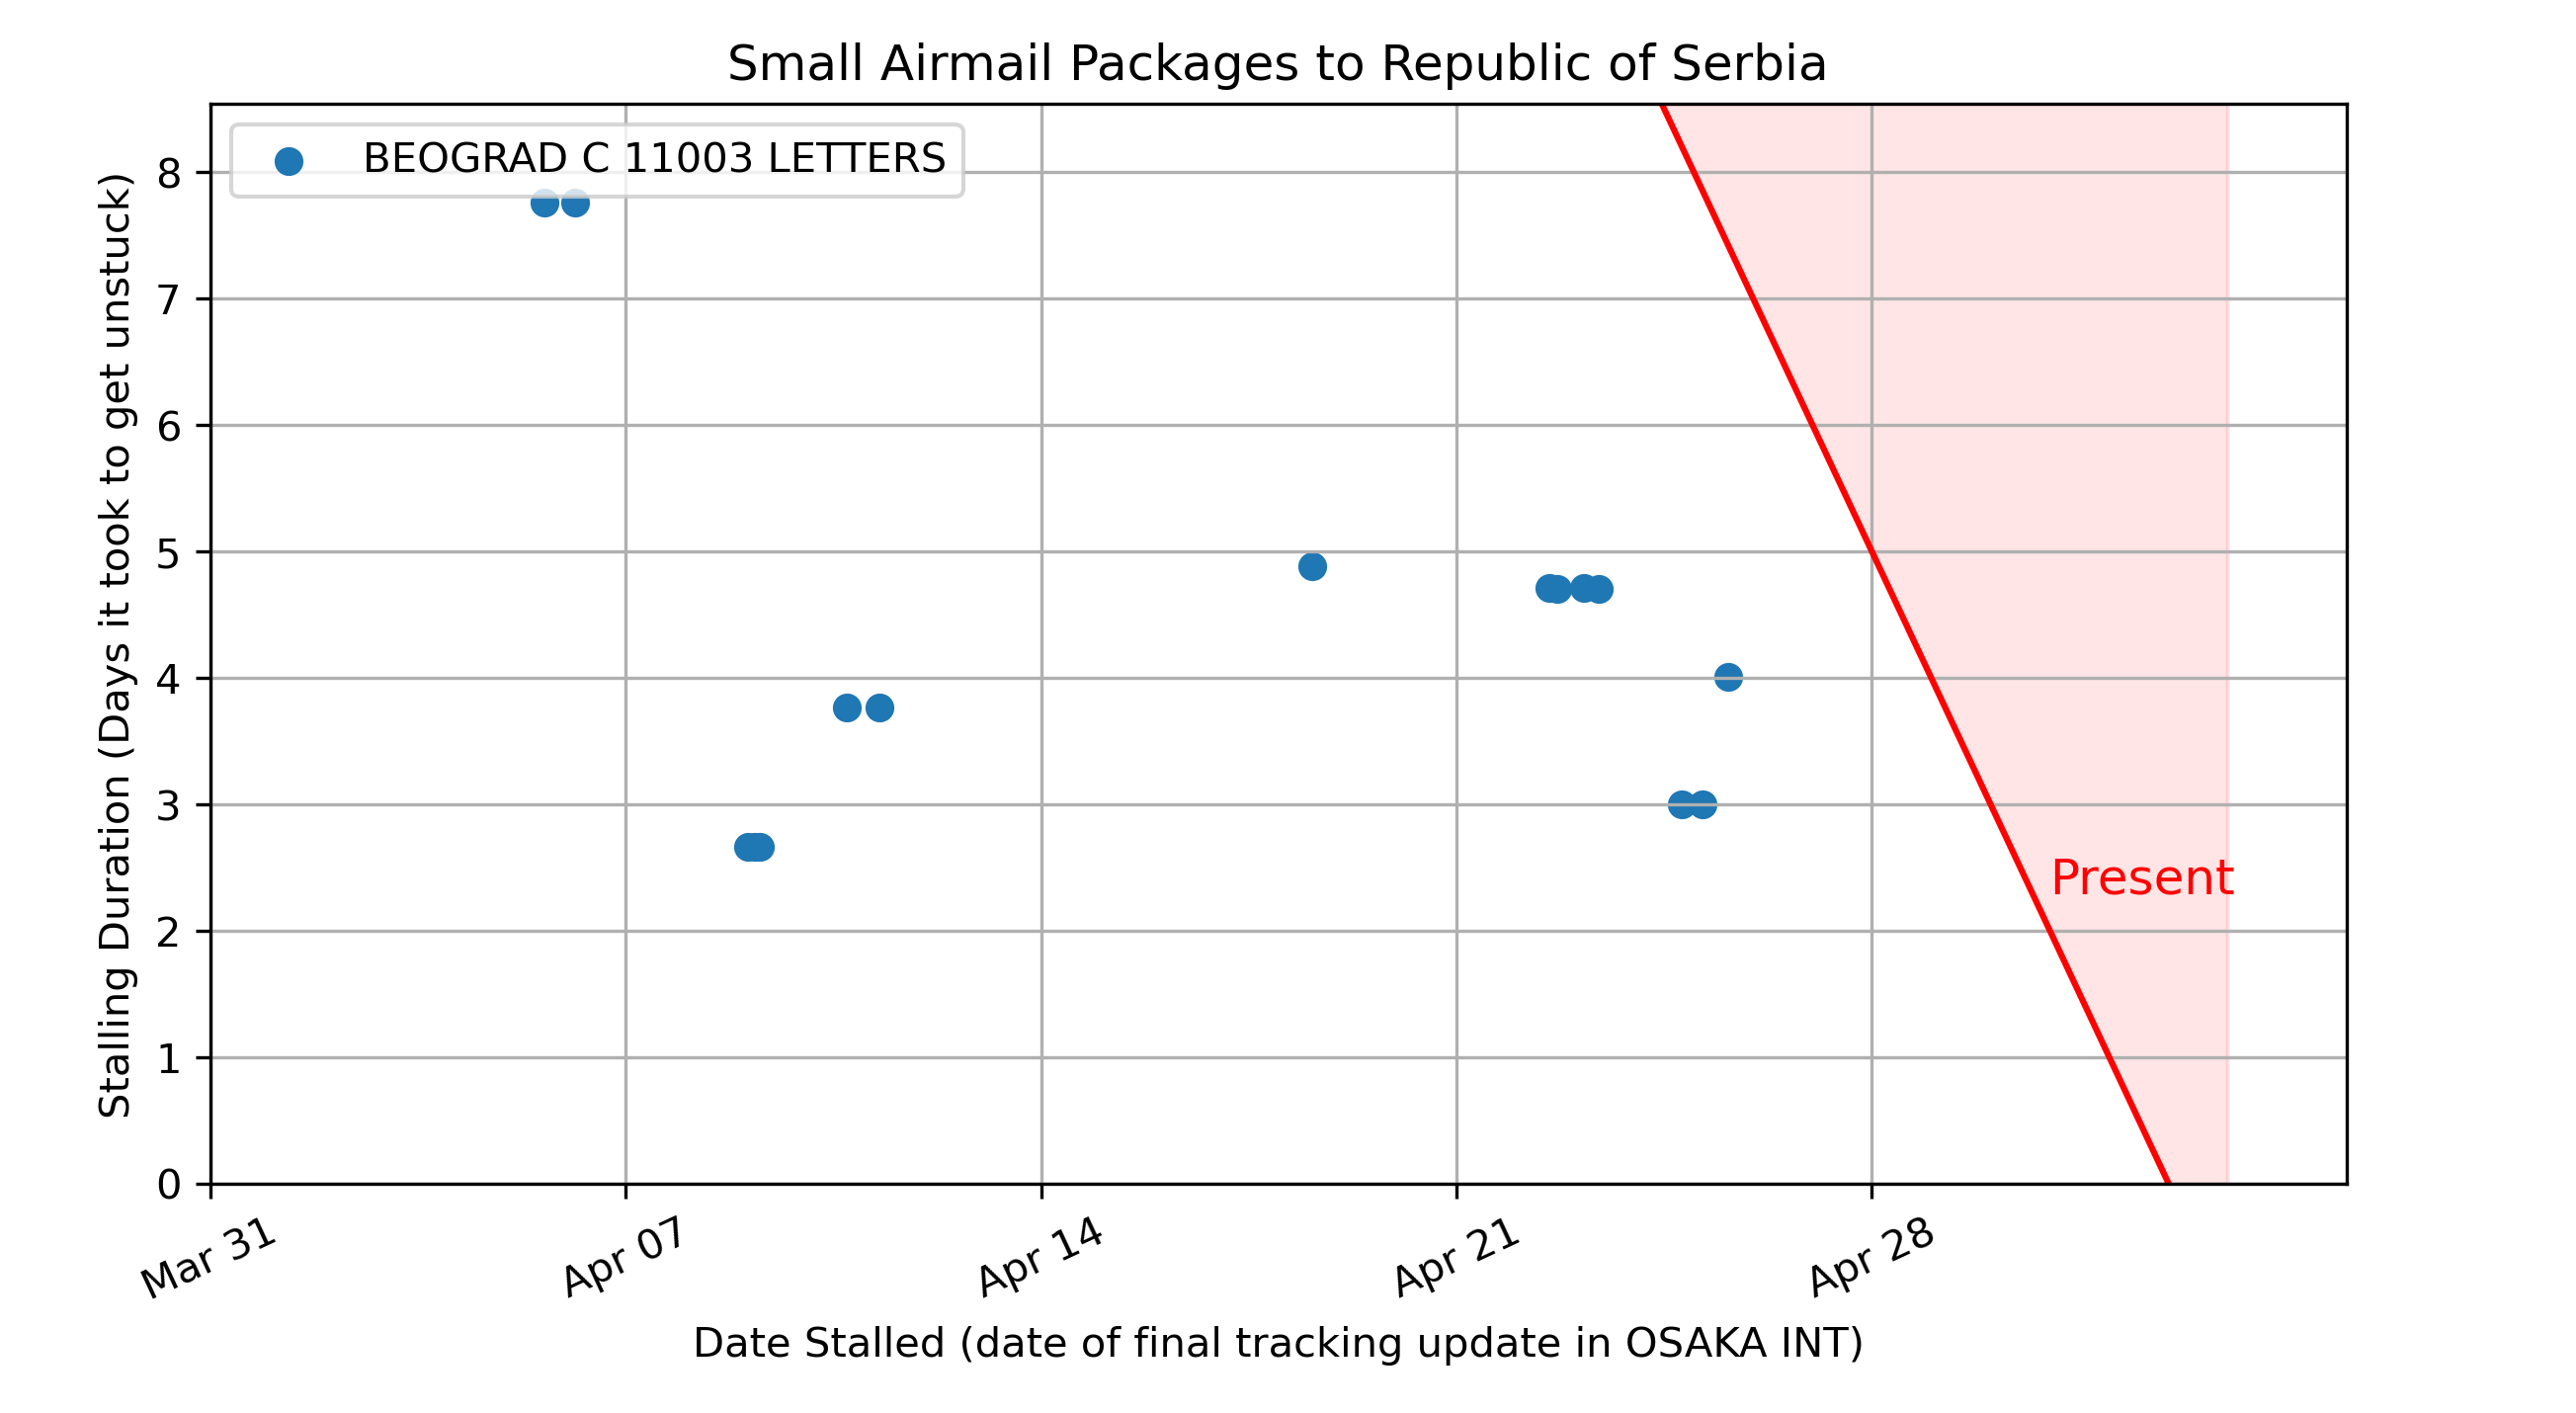 Small Airmail Packages to Republic of Serbia
BEOGRAD C 11003 LETTERS
Stalling Duration (Days it took to get unstuck)
8
7
6
5
4
3
2
1
0
Present
Mar 31
Apr 07
Apr 14
Apr 21
Apr 28
Date Stalled (date of final tracking update in OSAKA INT)